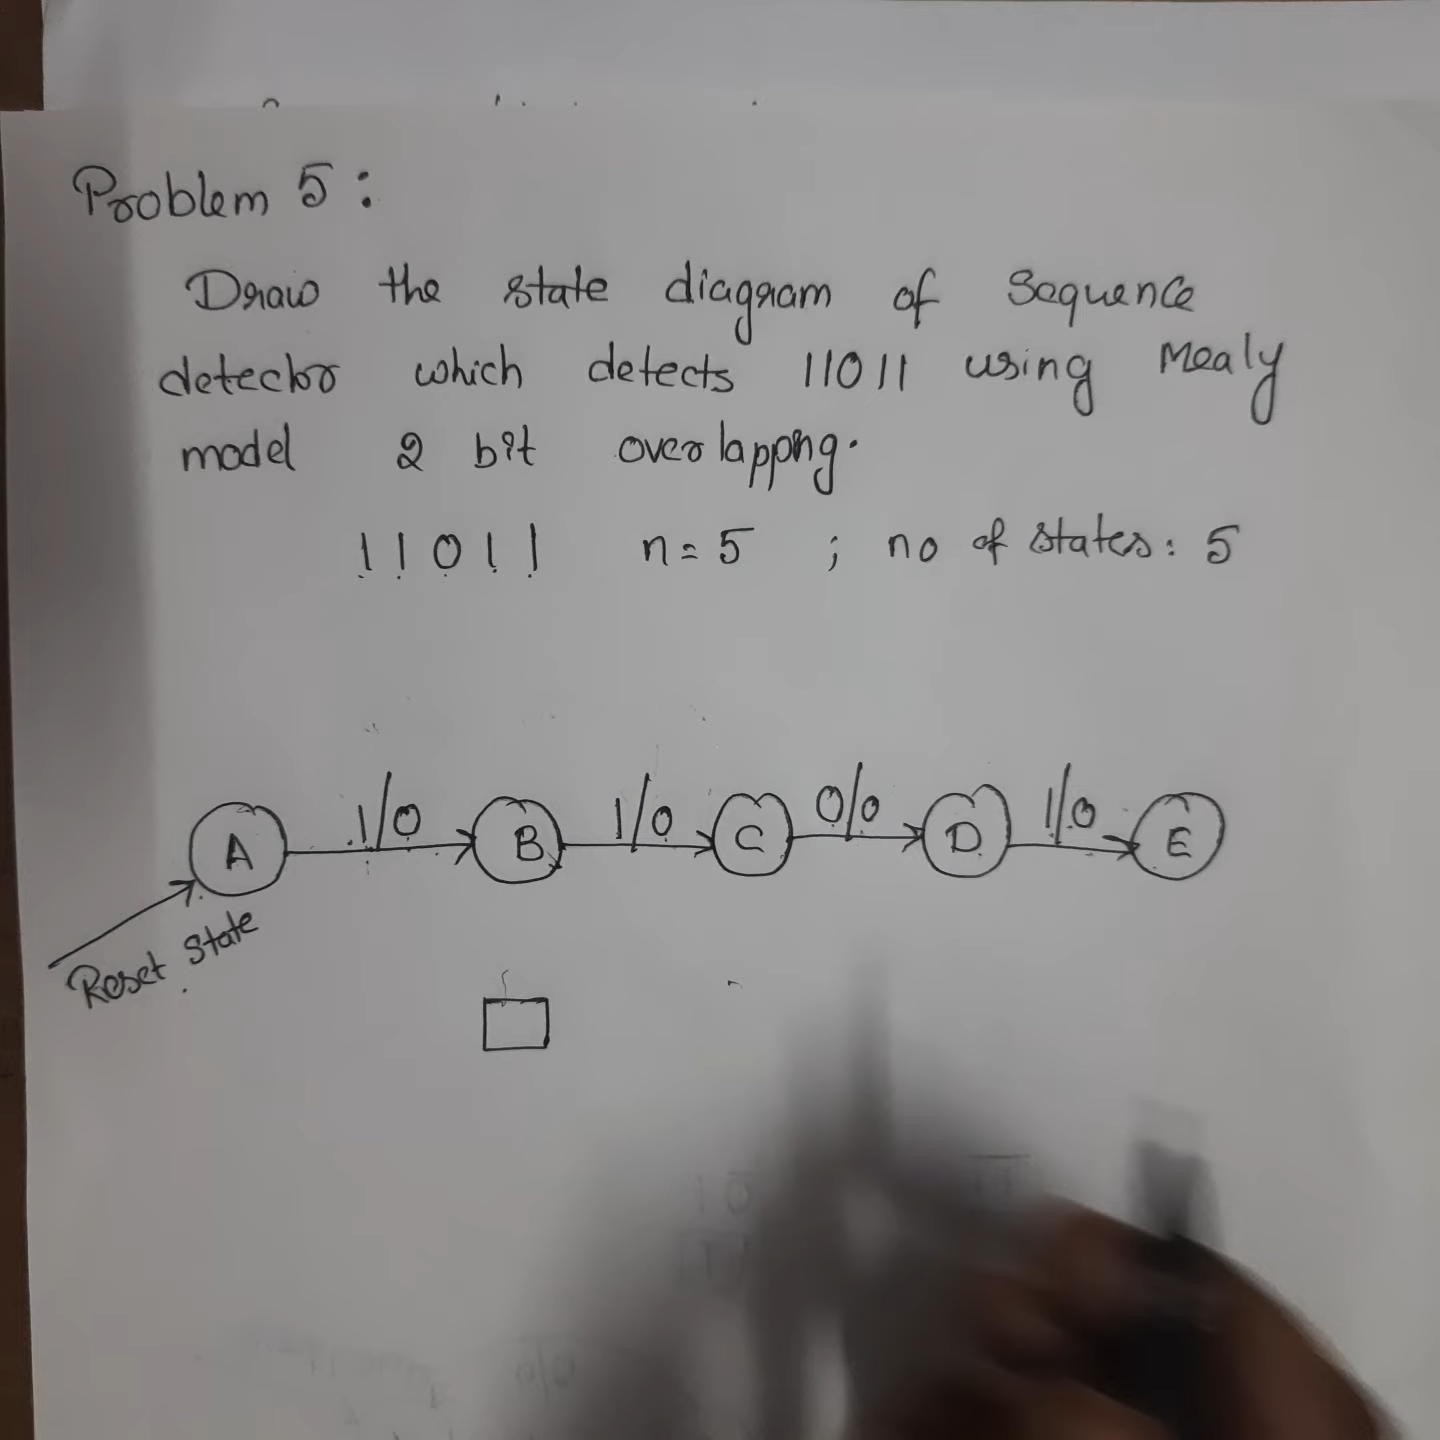 Problem 5:
Draw the state diagram of Sequence
detector which detects 11011 using Mealy
model 2 bit overlappng.
11011 n=5 ; no of states: 5
1/0 1/0 0/0 1/0
A B C D E
Reset State